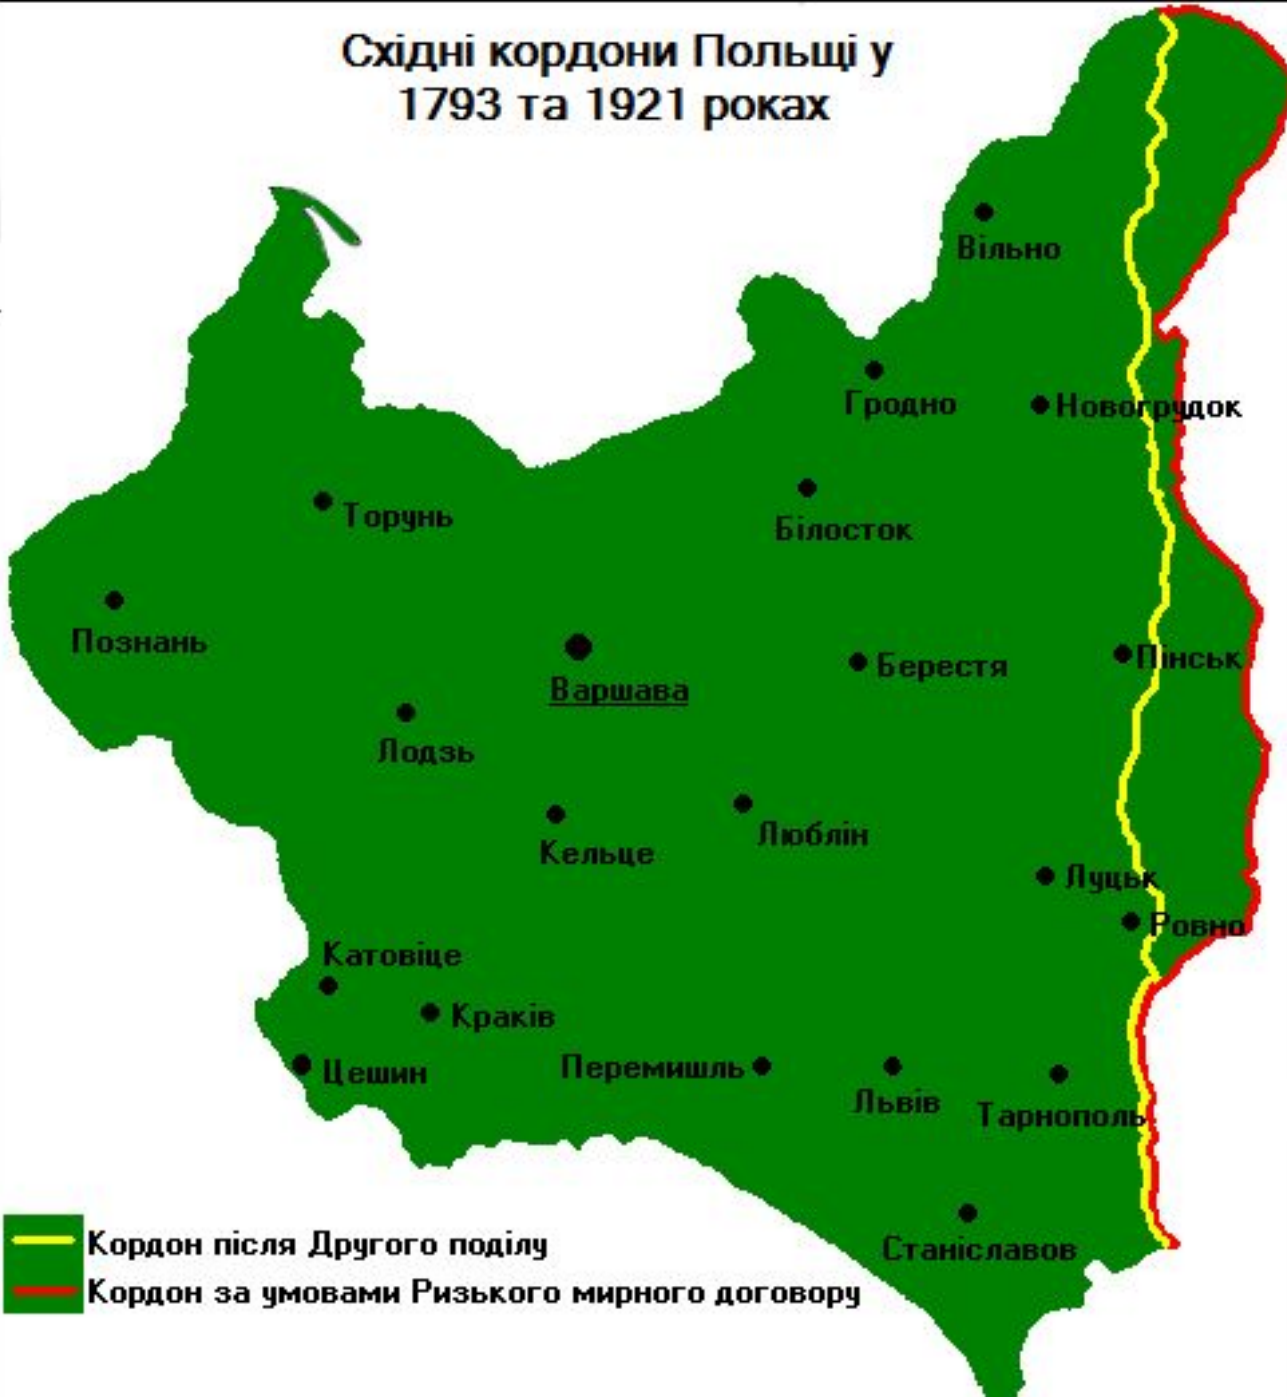 Східні кордони Польщі у
1793 та 1921 роках
Вільно
Гродно
Новогрудок
Торунь
Білосток
Познань
Варшава
Берестя
Пінськ
Лодзь
Кельце
Люблін
Луцьк
Ровно
Катовіце
Краків
Цешин
Перемишль
Львів
Тарнополь
Станіславов
Кордон після Другого поділу
Кордон за умовами Ризького мирного договору